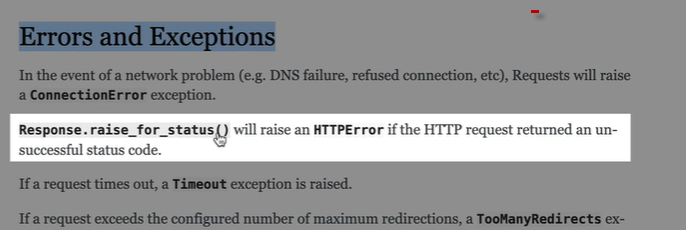 Errors and Exceptions
In the event of a network problem (e.g. DNS failure, refused connection, etc), Requests will raise
a ConnectionError exception.
Response.raise_for_status() will raise an HTTPError if the HTTP request returned an un-
successful status code.
If a request times out, a Timeout exception is raised.
If a request exceeds the configured number of maximum redirections, a TooManyRedirects ex-